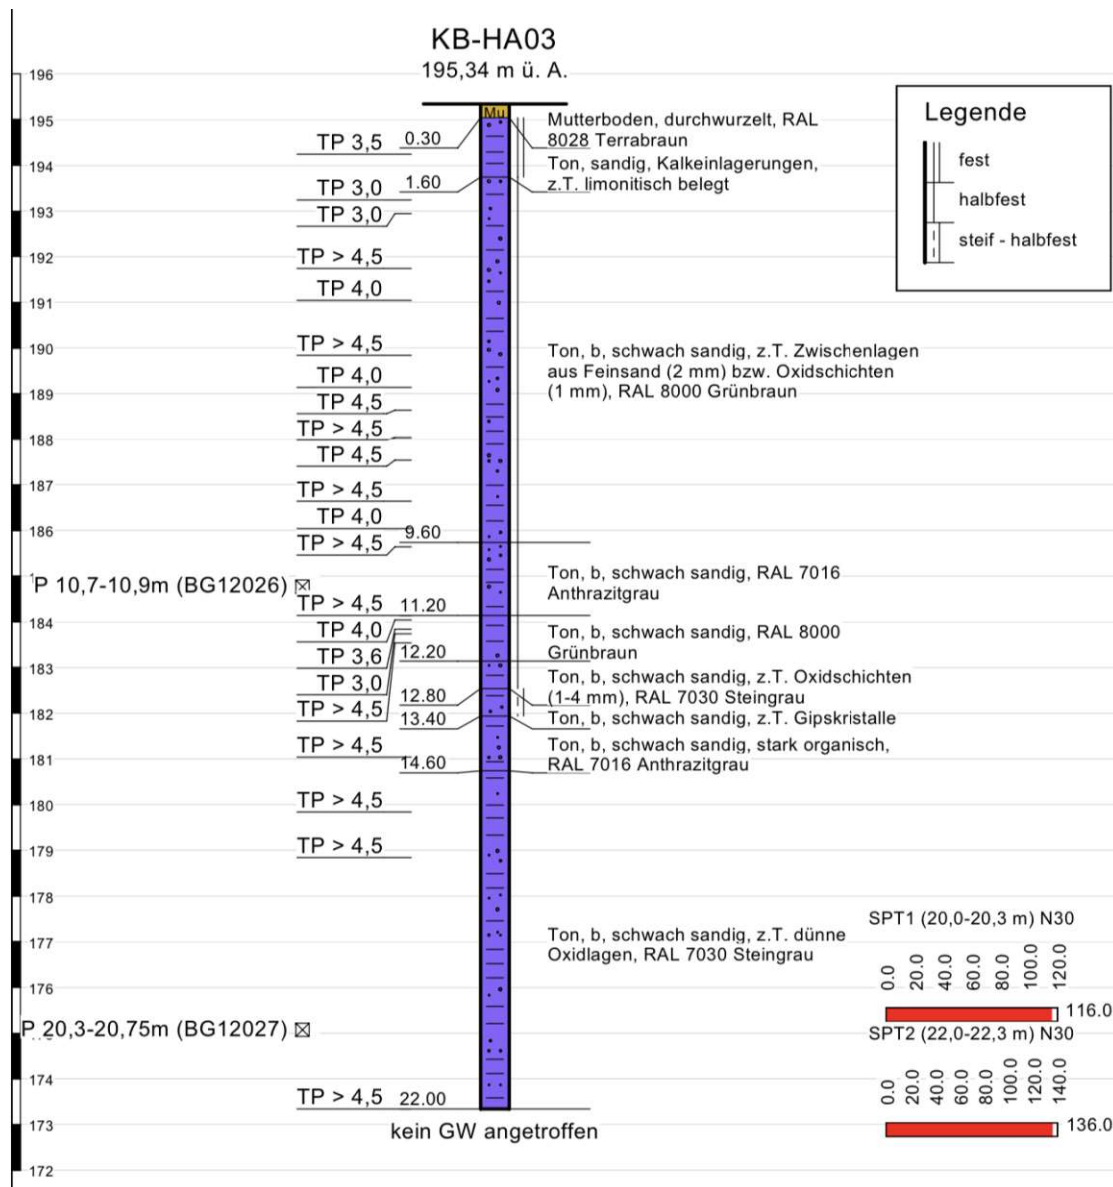 KB-HA03
195,34 m ü. A.
196
195
194
193
192
191
190
189
188
187
186
184
183
182
181
180
179
178
177
176
174
173
172
TP 3,5
TP 3,0
TP 3,0
TP > 4,5
TP 4,0
TP > 4,5
TP 4,0
TP 4,5
TP > 4,5
TP 4,5
TP > 4,5
TP 4,0
TP > 4,5
P 10,7-10,9m (BG12026)
TP > 4,5
TP 4,0
TP 3,6
TP 3,0
TP > 4,5
TP > 4,5
TP > 4,5
TP > 4,5
P 20,3-20,75m (BG12027)
TP > 4,5
0.30
1.60
9.60
11.20
12.20
12.80
13.40
14.60
22.00
Mu
Mutterboden, durchwurzelt, RAL
8028 Terrabraun
Ton, sandig, Kalkeinlagerungen,
z.T. limonitisch belegt
Ton, b, schwach sandig, z.T. Zwischenlagen
aus Feinsand (2 mm) bzw. Oxidschichten
(1 mm), RAL 8000 Grünbraun
Ton, b, schwach sandig, RAL 7016
Anthrazitgrau
Ton, b, schwach sandig, RAL 8000
Grünbraun
Ton, b, schwach sandig, z.T. Oxidschichten
(1-4 mm), RAL 7030 Steingrau
Ton, b, schwach sandig, z.T. Gipskristalle
Ton, b, schwach sandig, stark organisch,
RAL 7016 Anthrazitgrau
Ton, b, schwach sandig, z.T. dünne
Oxidlagen, RAL 7030 Steingrau
kein GW angetroffen
Legende
fest
halbfest
steif - halbfest
SPT1 (20,0-20,3 m) N30
0.0
20.0
40.0
60.0
80.0
100.0
120.0
116.0
SPT2 (22,0-22,3 m) N30
0.0
20.0
40.0
60.0
80.0
100.0
120.0
140.0
136.0